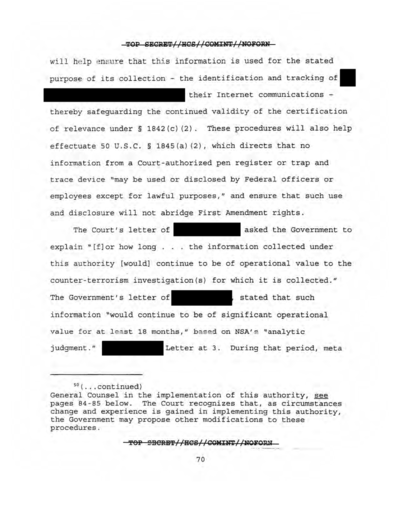 TOP SECRET//HCS//COMINT//NOFORN
will help ensure that this information is used for the stated
purpose of its collection - the identification and tracking of
their Internet communications -
thereby safeguarding the continued validity of the certification
of relevance under § 1842(c)(2). These procedures will also help
effectuate 50 U.S.C. § 1845(a)(2), which directs that no
information from a Court-authorized pen register or trap and
trace device "may be used or disclosed by Federal officers or
employees except for lawful purposes," and ensure that such use
and disclosure will not abridge First Amendment rights.
The Court's letter of asked the Government to
explain "[f]or how long . . . the information collected under
this authority [would] continue to be of operational value to the
counter-terrorism investigation(s) for which it is collected."
The Government's letter of , stated that such
information "would continue to be of significant operational
value for at least 18 months," based on NSA's "analytic
judgment." Letter at 3. During that period, meta
50 (...continued)
General Counsel in the implementation of this authority, see
pages 84-85 below. The Court recognizes that, as circumstances
change and experience is gained in implementing this authority,
the Government may propose other modifications to these
procedures.
TOP SECRET//HCS//COMINT//NOFORN
70